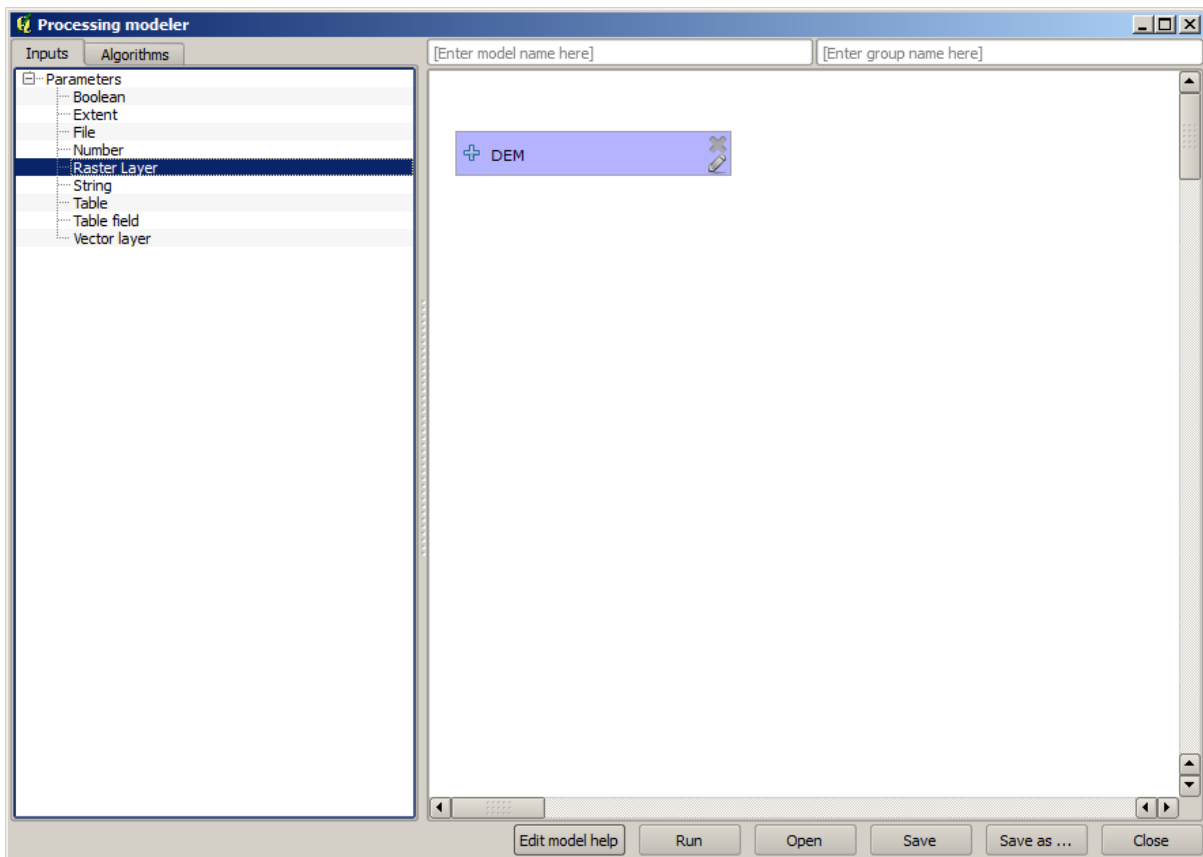 Processing modeler
Inputs
Algorithms
[Enter model name here]
[Enter group name here]
Parameters
Boolean
Extent
File
Number
Raster Layer
String
Table
Table field
Vector layer
DEM
Edit model help
Run
Open
Save
Save as ...
Close